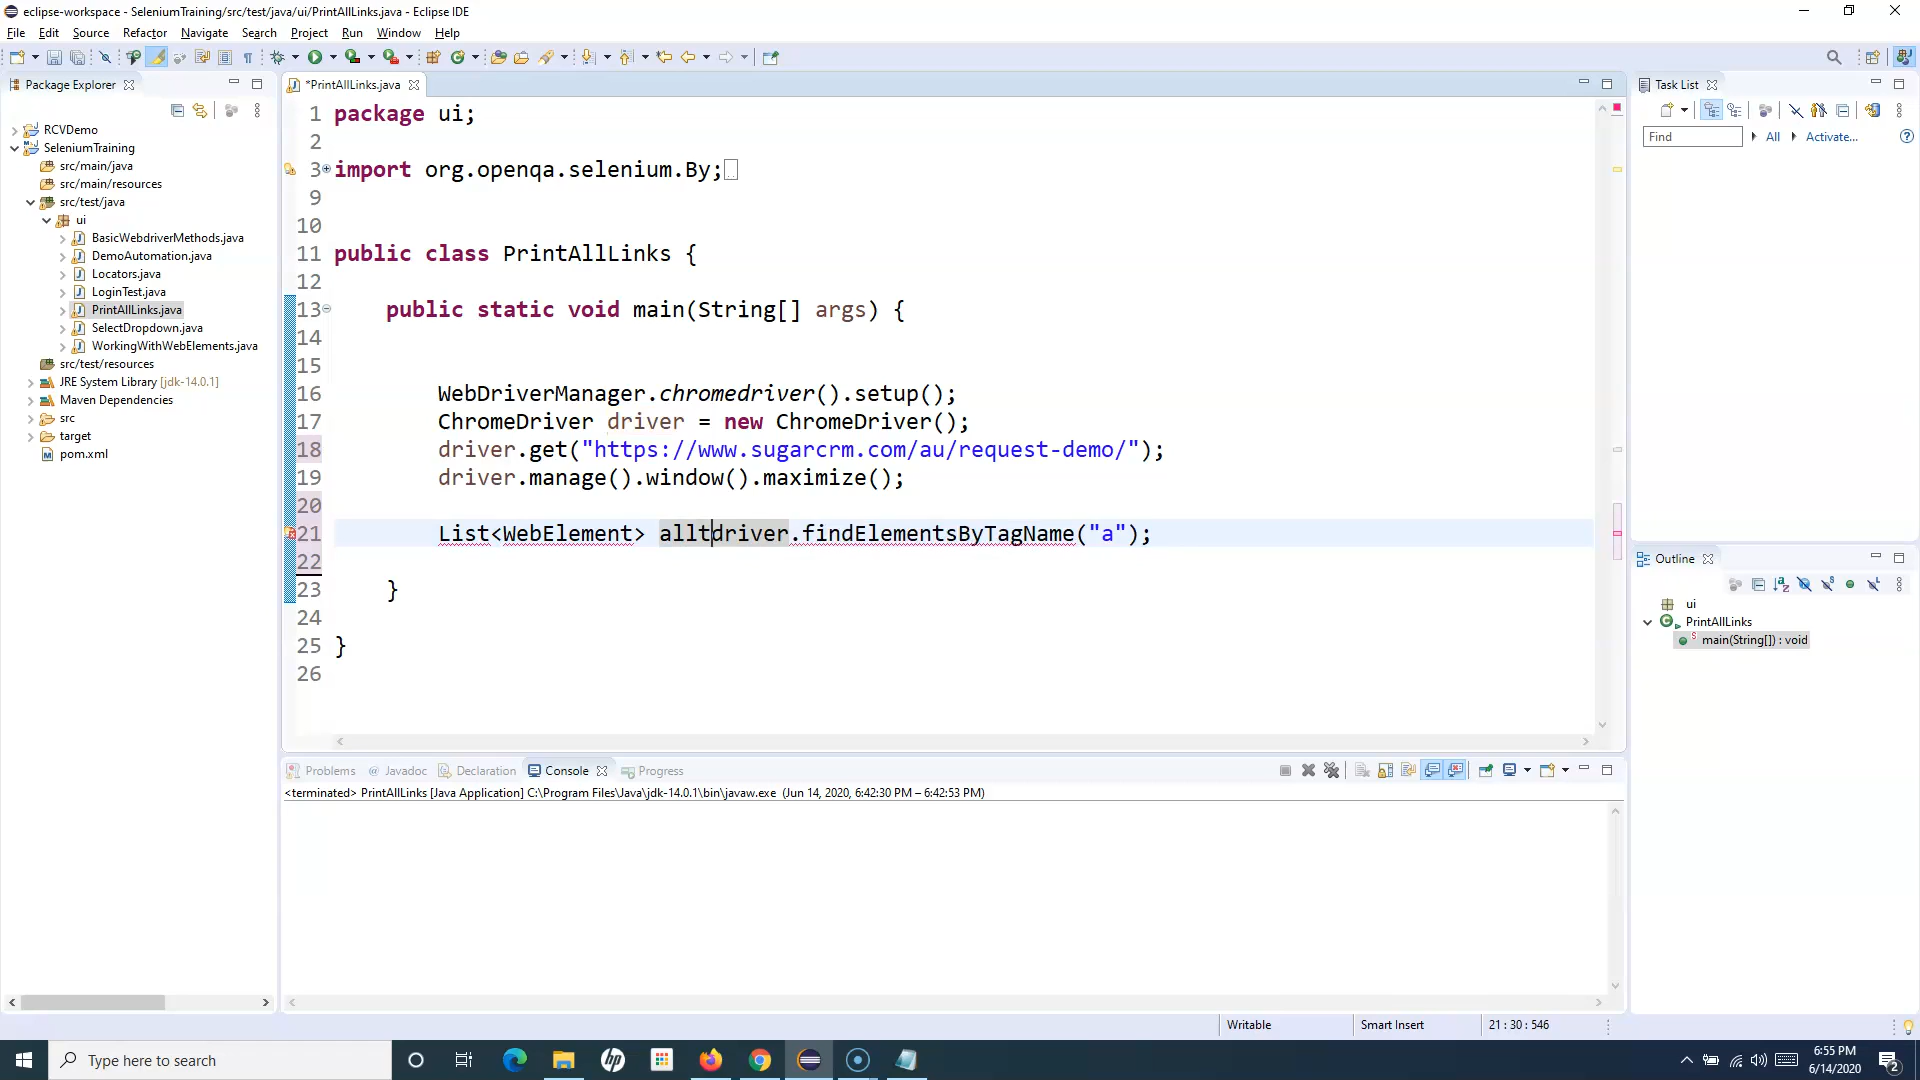 eclipse-workspace - SeleniumTraining/src/test/java/ui/PrintAllLinks.java - Eclipse IDE
File Edit Source Refactor Navigate Search Project Run Window Help
Package Explorer
RCVDemo
SeleniumTraining
src/main/java
src/main/resources
src/test/java
ui
BasicWebdriverMethods.java
DemoAutomation.java
Locators.java
LoginTest.java
PrintAllLinks.java
SelectDropdown.java
WorkingWithWebElements.java
src/test/resources
JRE System Library [jdk-14.0.1]
Maven Dependencies
src
target
pom.xml
*PrintAllLinks.java
1 package ui;
2
3 import org.openqa.selenium.By;
9
10
11 public class PrintAllLinks {
12
13 public static void main(String[] args) {
14
15
16 WebDriverManager.chromedriver().setup();
17 ChromeDriver driver = new ChromeDriver();
18 driver.get("https://www.sugarcrm.com/au/request-demo/");
19 driver.manage().window().maximize();
20
21 List<WebElement> alltdriver.findElementsByTagName("a");
22
23 }
24
25 }
26
Problems Javadoc Declaration Console Progress
<terminated> PrintAllLinks [Java Application] C:\Program Files\Java\jdk-14.0.1\bin\javaw.exe (Jun 14, 2020, 6:42:30 PM – 6:42:53 PM)
Task List
Find All Activate...
Outline
ui
PrintAllLinks
main(String[]) : void
Writable Smart Insert 21 : 30 : 546
Type here to search
6:55 PM
6/14/2020
2